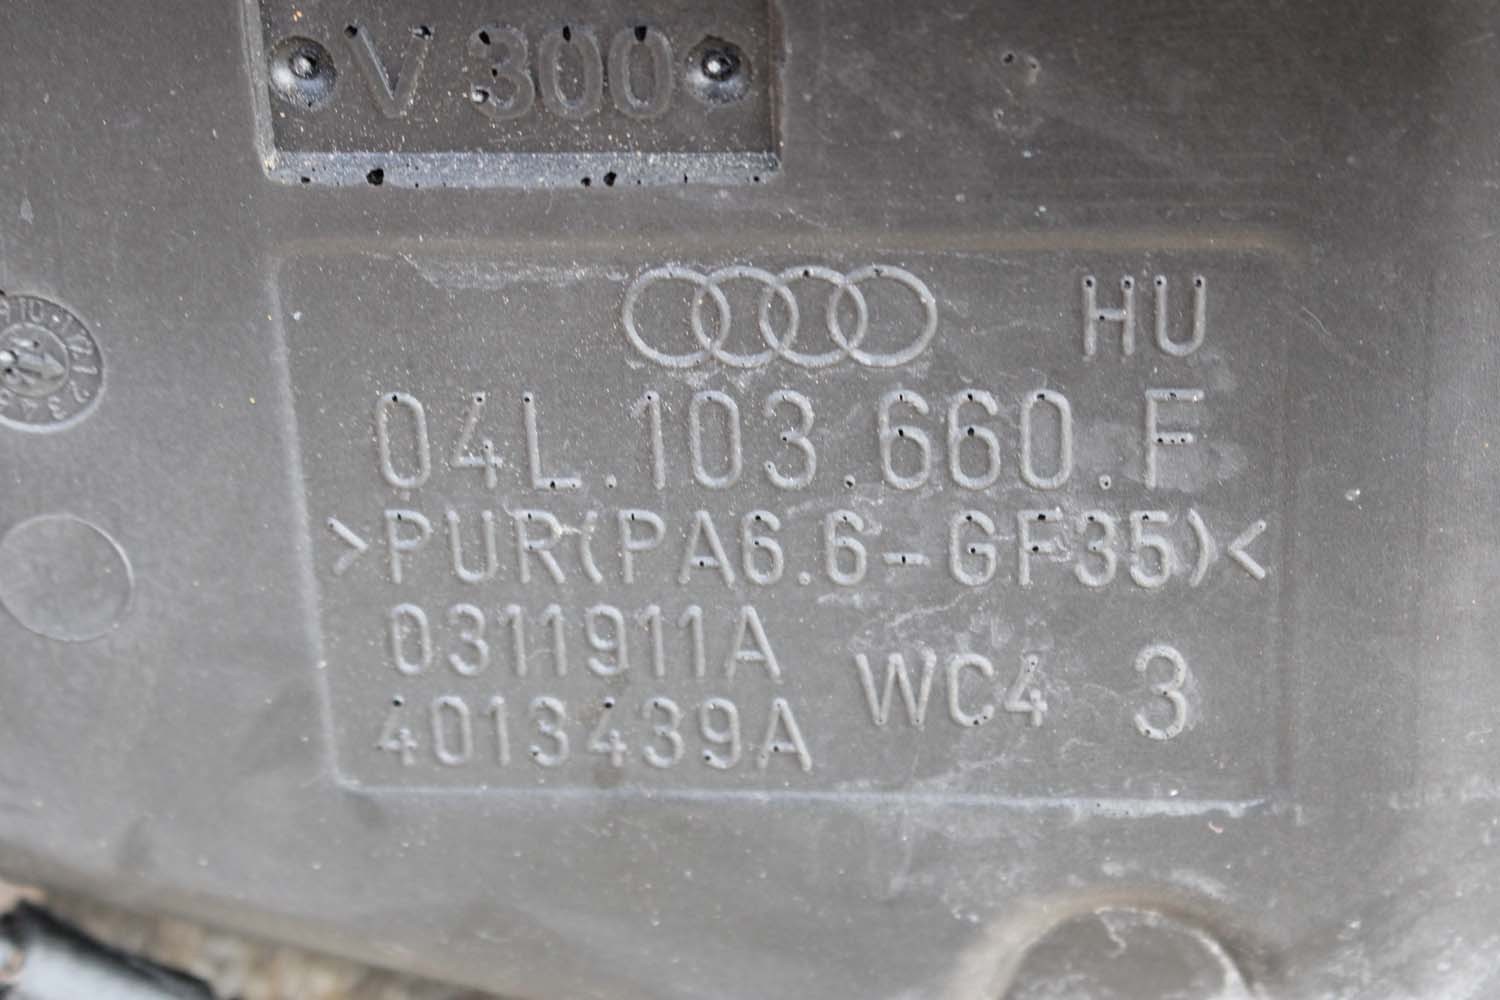 V 300
HU
04L.103.660.F
>PUR(PA6.6-GF35)<
0311911A
WC4 3
4013439A